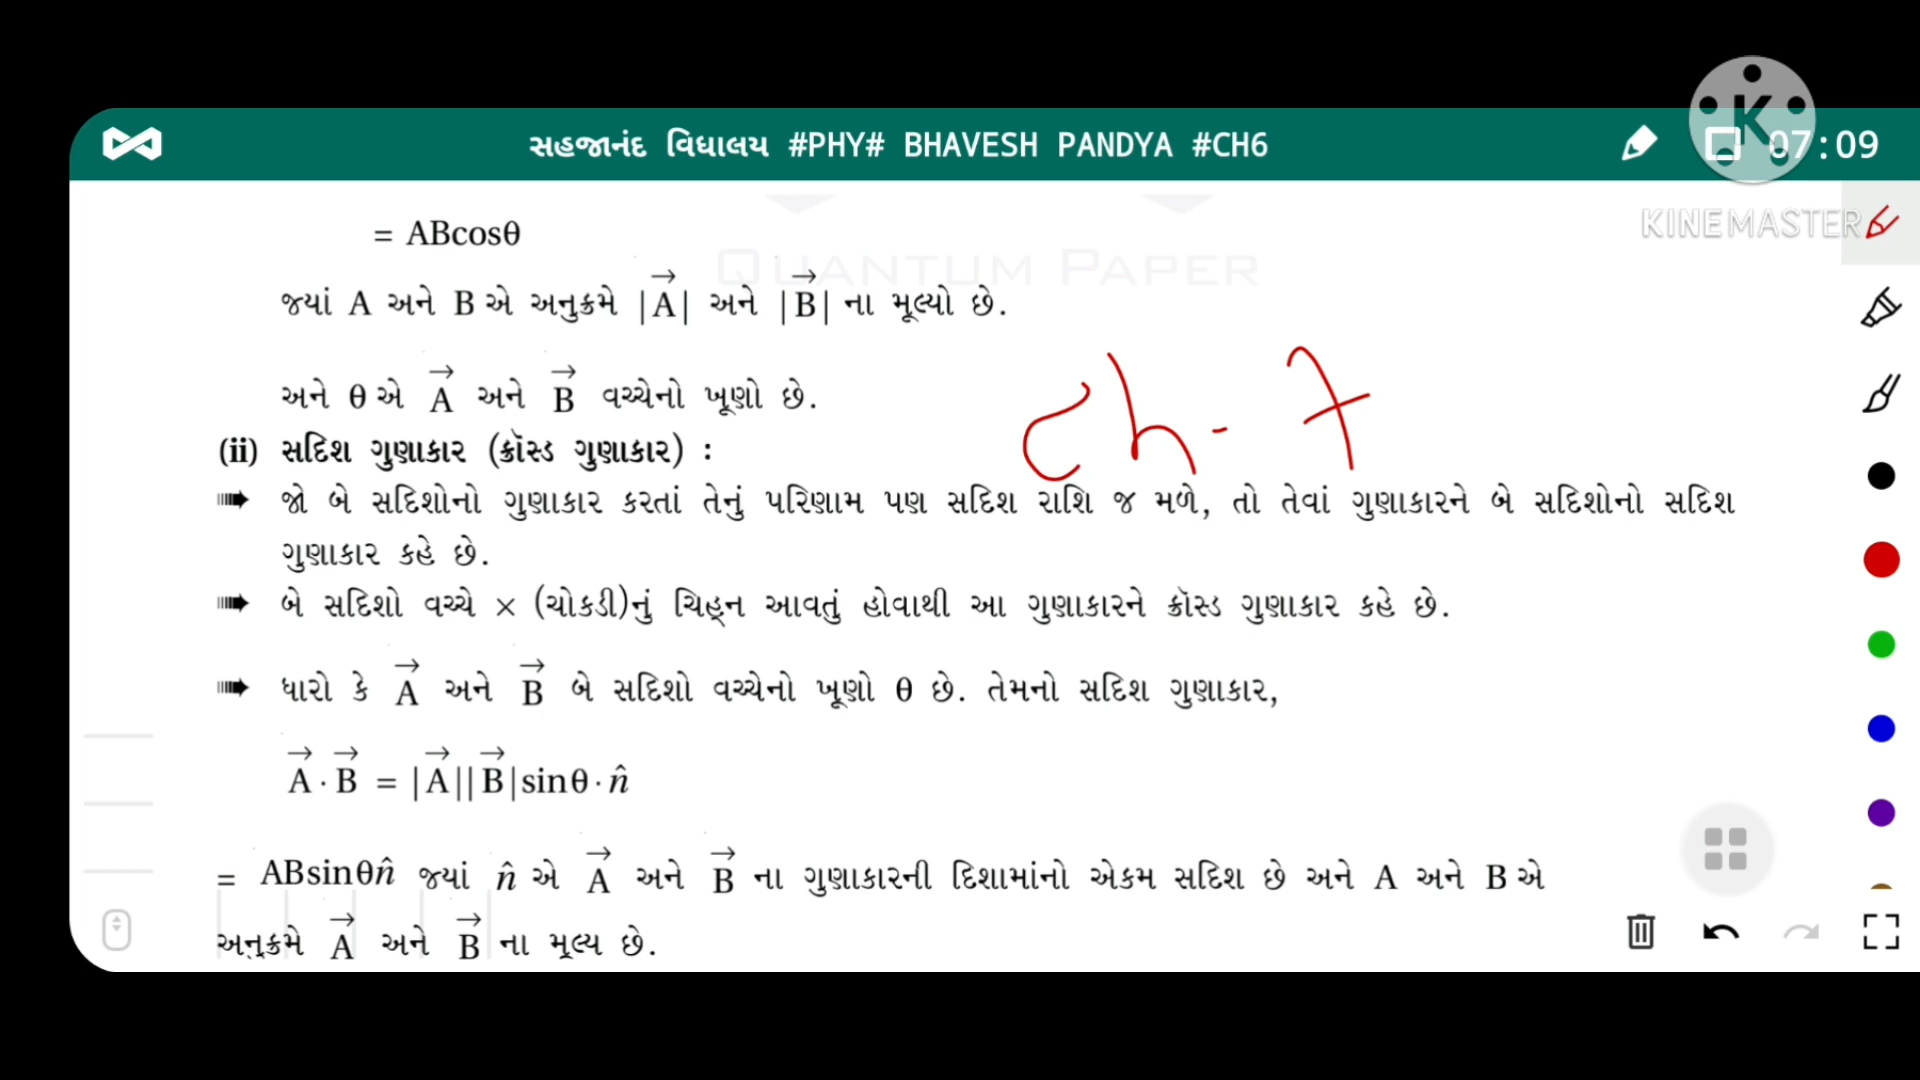 સહજાનંદ વિધાલય #PHY# BHAVESH PANDYA #CH6
07:09
K
KINEMASTER
QUANTUM PAPER
= ABcosθ
જ્યાં A અને B એ અનુક્રમે |A⃗| અને |B⃗| ના મૂલ્યો છે.
અને θ એ A⃗ અને B⃗ વચ્ચેનો ખૂણો છે.
ch - 7
(ii) સદિશ ગુણાકાર (ક્રૉસ્ડ ગુણાકાર) :
➠ જો બે સદિશોનો ગુણાકાર કરતાં તેનું પરિણામ પણ સદિશ રાશિ જ મળે, તો તેવાં ગુણાકારને બે સદિશોનો સદિશ
ગુણાકાર કહે છે.
➠ બે સદિશો વચ્ચે × (ચોકડી)નું ચિહ્ન આવતું હોવાથી આ ગુણાકારને ક્રૉસ્ડ ગુણાકાર કહે છે.
➠ ધારો કે A⃗ અને B⃗ બે સદિશો વચ્ચેનો ખૂણો θ છે. તેમનો સદિશ ગુણાકાર,
A⃗ · B⃗ = |A⃗||B⃗|sinθ · n̂
= ABsinθn̂ જ્યાં n̂ એ A⃗ અને B⃗ ના ગુણાકારની દિશામાંનો એકમ સદિશ છે અને A અને B એ
અનુક્રમે A⃗ અને B⃗ ના મૂલ્ય છે.